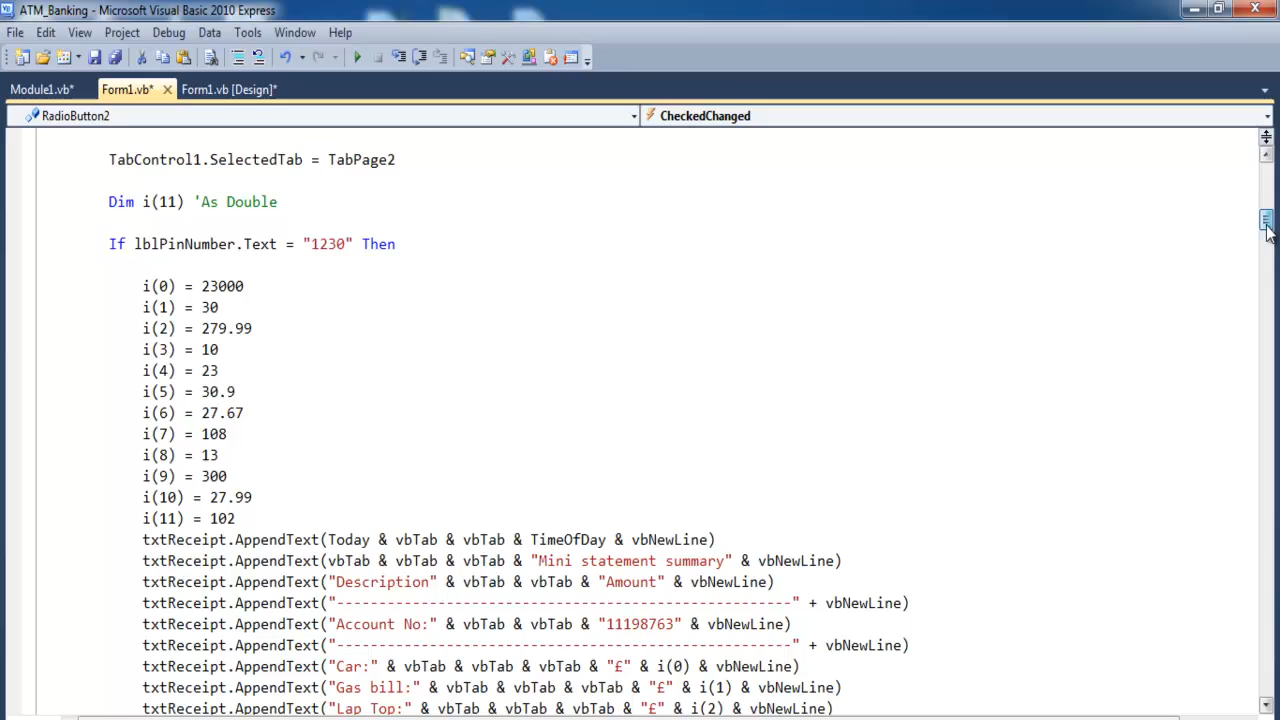 ATM_Banking - Microsoft Visual Basic 2010 Express
File Edit View Project Debug Data Tools Window Help
Module1.vb* Form1.vb* Form1.vb [Design]*
RadioButton2 CheckedChanged
TabControl1.SelectedTab = TabPage2
Dim i(11) 'As Double
If lblPinNumber.Text = "1230" Then
i(0) = 23000
i(1) = 30
i(2) = 279.99
i(3) = 10
i(4) = 23
i(5) = 30.9
i(6) = 27.67
i(7) = 108
i(8) = 13
i(9) = 300
i(10) = 27.99
i(11) = 102
txtReceipt.AppendText(Today & vbTab & vbTab & TimeOfDay & vbNewLine)
txtReceipt.AppendText(vbTab & vbTab & vbTab & "Mini statement summary" & vbNewLine)
txtReceipt.AppendText("Description" & vbTab & vbTab & "Amount" & vbNewLine)
txtReceipt.AppendText("------------------------------------------------------" + vbNewLine)
txtReceipt.AppendText("Account No:" & vbTab & vbTab & "11198763" & vbNewLine)
txtReceipt.AppendText("------------------------------------------------------" + vbNewLine)
txtReceipt.AppendText("Car:" & vbTab & vbTab & vbTab & "£" & i(0) & vbNewLine)
txtReceipt.AppendText("Gas bill:" & vbTab & vbTab & vbTab & "£" & i(1) & vbNewLine)
txtReceipt.AppendText("Lap Top:" & vbTab & vbTab & vbTab & "£" & i(2) & vbNewLine)